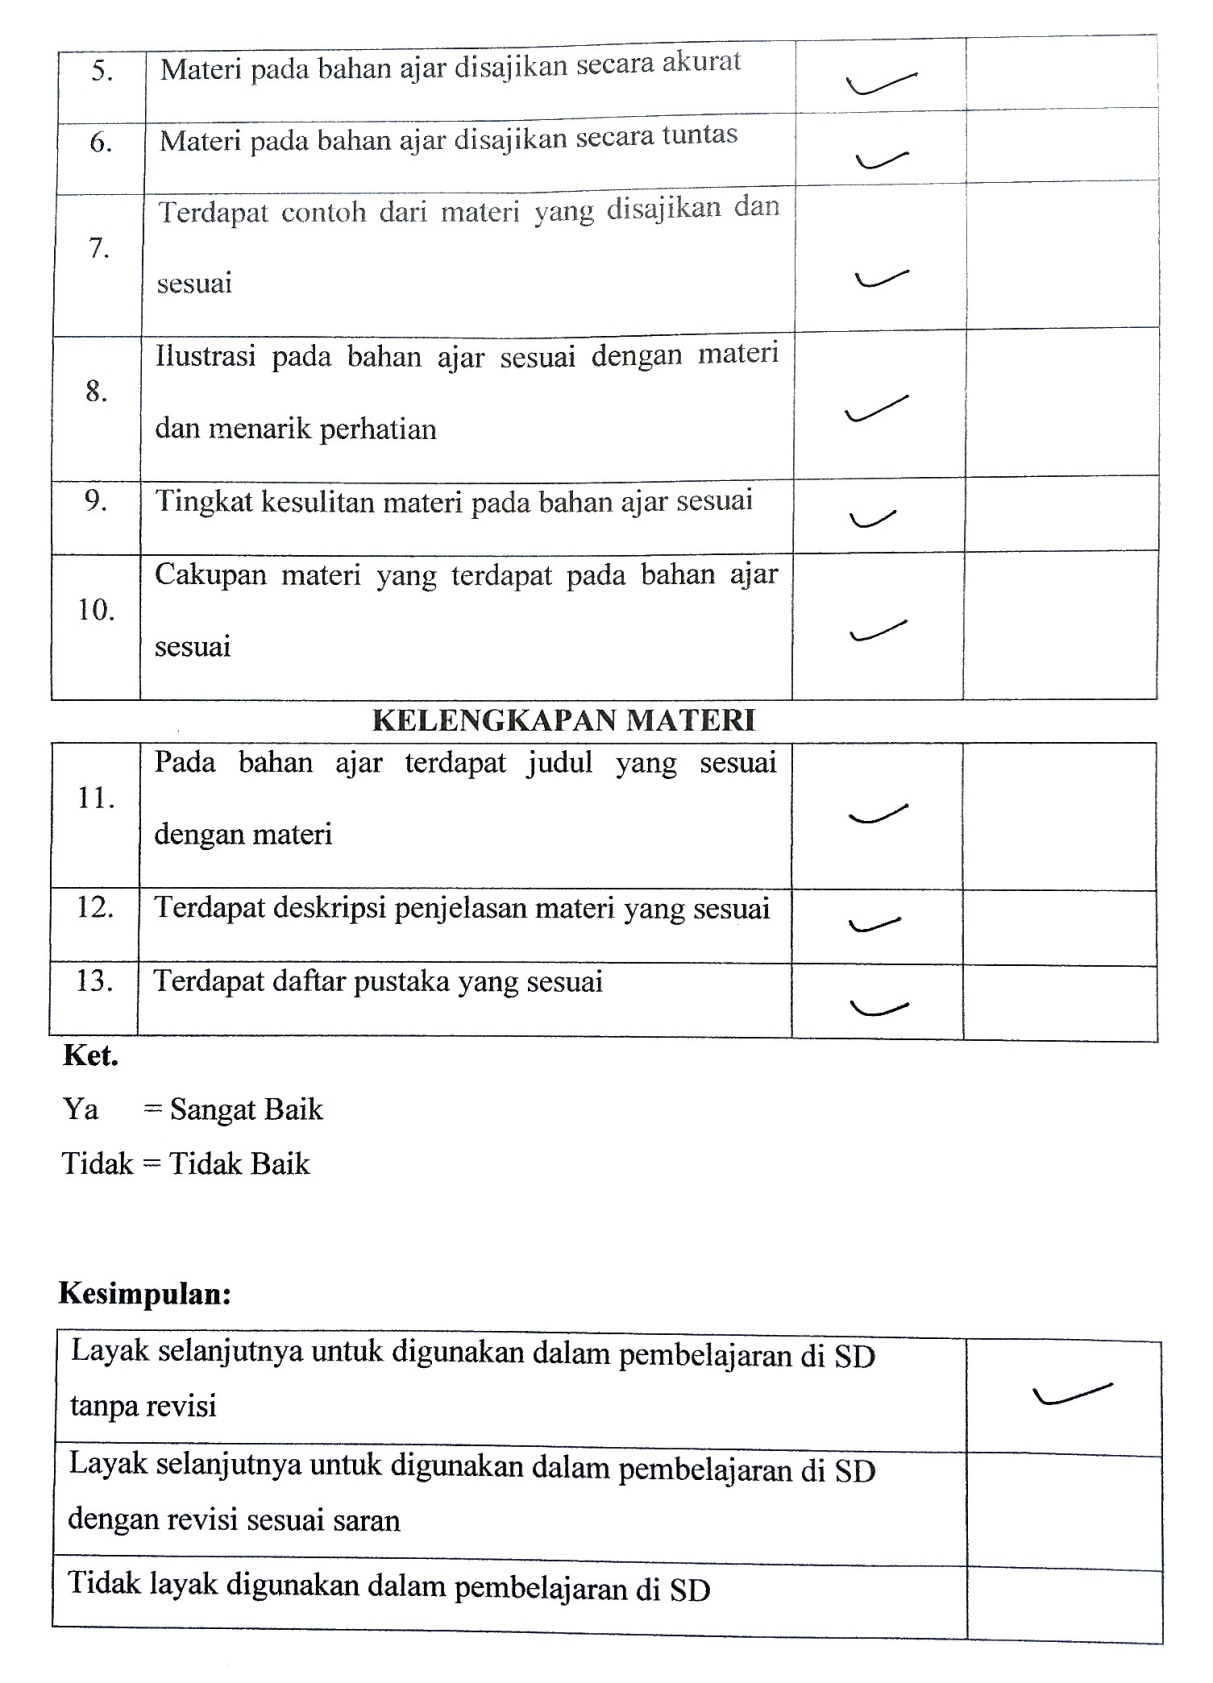 5. Materi pada bahan ajar disajikan secara akurat ✓
6. Materi pada bahan ajar disajikan secara tuntas ✓
7. Terdapat contoh dari materi yang disajikan dan
sesuai ✓
8. Ilustrasi pada bahan ajar sesuai dengan materi
dan menarik perhatian ✓
9. Tingkat kesulitan materi pada bahan ajar sesuai ✓
10. Cakupan materi yang terdapat pada bahan ajar
sesuai ✓
KELENGKAPAN MATERI
11. Pada bahan ajar terdapat judul yang sesuai
dengan materi ✓
12. Terdapat deskripsi penjelasan materi yang sesuai ✓
13. Terdapat daftar pustaka yang sesuai ✓
Ket.
Ya = Sangat Baik
Tidak = Tidak Baik
Kesimpulan:
Layak selanjutnya untuk digunakan dalam pembelajaran di SD
tanpa revisi ✓
Layak selanjutnya untuk digunakan dalam pembelajaran di SD
dengan revisi sesuai saran
Tidak layak digunakan dalam pembelajaran di SD